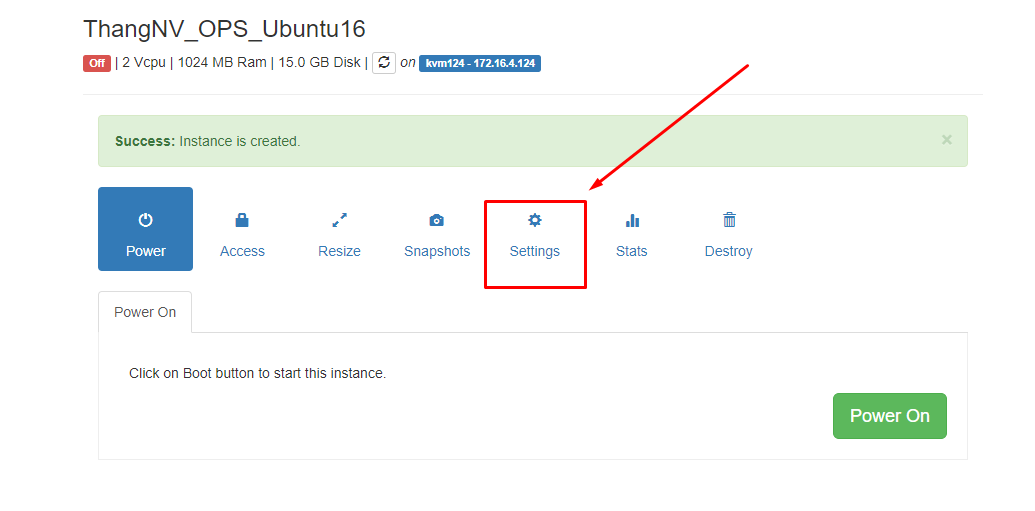 ThangNV_OPS_Ubuntu16
Off | 2 Vcpu | 1024 MB Ram | 15.0 GB Disk | on kvm124 - 172.16.4.124
Success: Instance is created. ×
Power Access Resize Snapshots Settings Stats Destroy
Power On
Click on Boot button to start this instance.
Power On